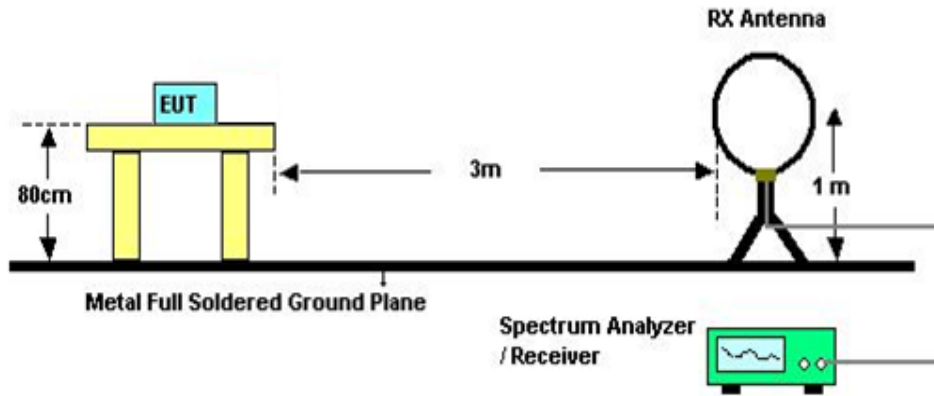 RX Antenna
EUT
80cm
3m
1 m
Metal Full Soldered Ground Plane
Spectrum Analyzer
/ Receiver